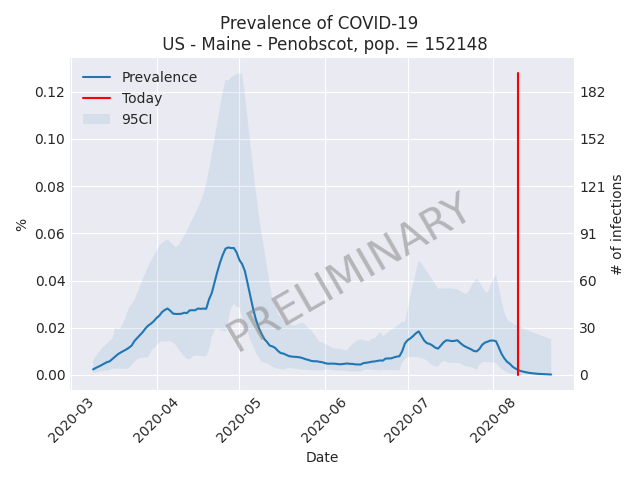 Prevalence of COVID-19
US - Maine - Penobscot, pop. = 152148
Prevalence
Today
95CI
0.12
0.10
0.08
0.06
0.04
0.02
0.00
%
182
152
121
91
60
30
0
# of infections
PRELIMINARY
2020-03
2020-04
2020-05
2020-06
2020-07
2020-08
Date